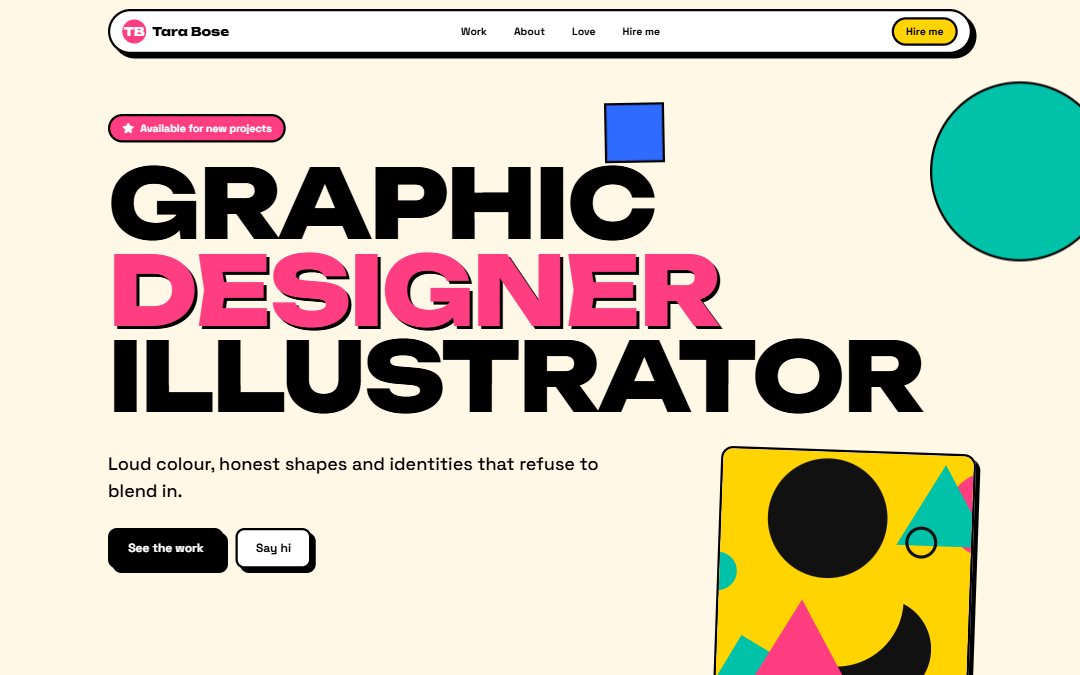 TB Tara Bose
Work About Love Hire me
Hire me
Available for new projects
GRAPHIC
DESIGNER
ILLUSTRATOR
Loud colour, honest shapes and identities that refuse to
blend in.
See the work
Say hi